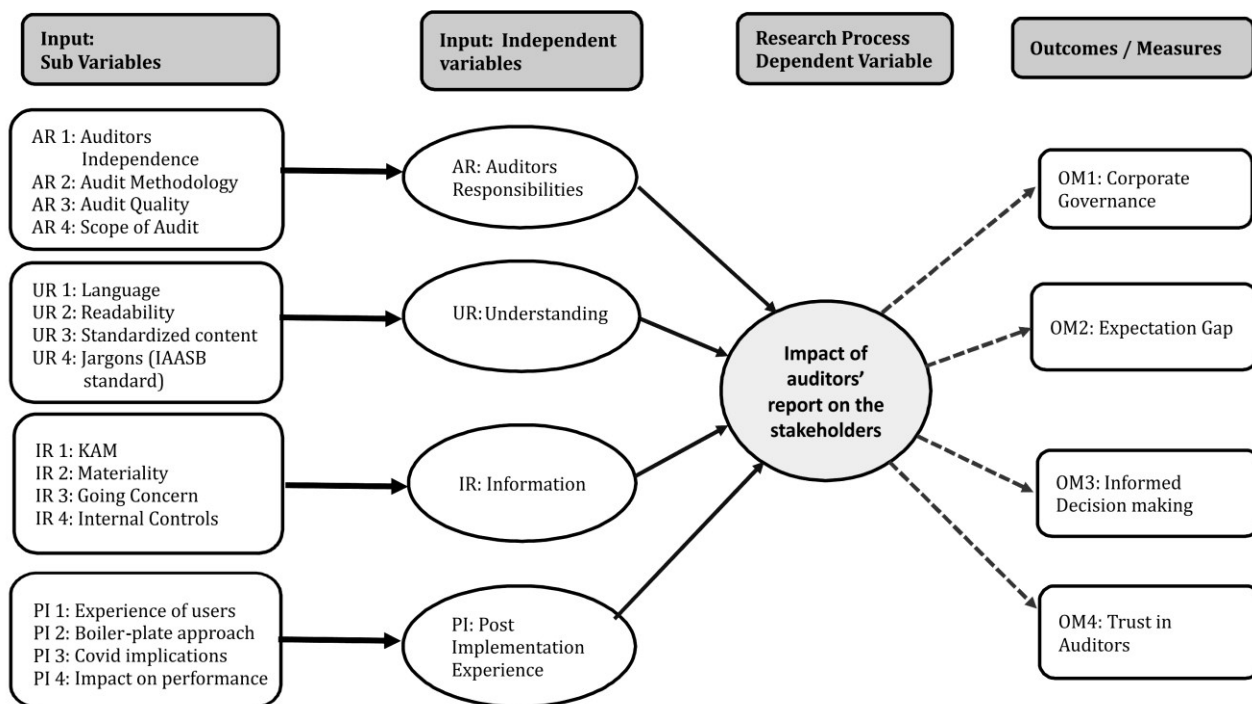 Input:
Sub Variables
Input: Independent
variables
Research Process
Dependent Variable
Outcomes / Measures
AR 1: Auditors
Independence
AR 2: Audit Methodology
AR 3: Audit Quality
AR 4: Scope of Audit
UR 1: Language
UR 2: Readability
UR 3: Standardized content
UR 4: Jargons (IAASB
standard)
IR 1: KAM
IR 2: Materiality
IR 3: Going Concern
IR 4: Internal Controls
PI 1: Experience of users
PI 2: Boiler-plate approach
PI 3: Covid implications
PI 4: Impact on performance
AR: Auditors
Responsibilities
UR: Understanding
IR: Information
PI: Post
Implementation
Experience
Impact of
auditors’
report on the
stakeholders
OM1: Corporate
Governance
OM2: Expectation Gap
OM3: Informed
Decision making
OM4: Trust in
Auditors